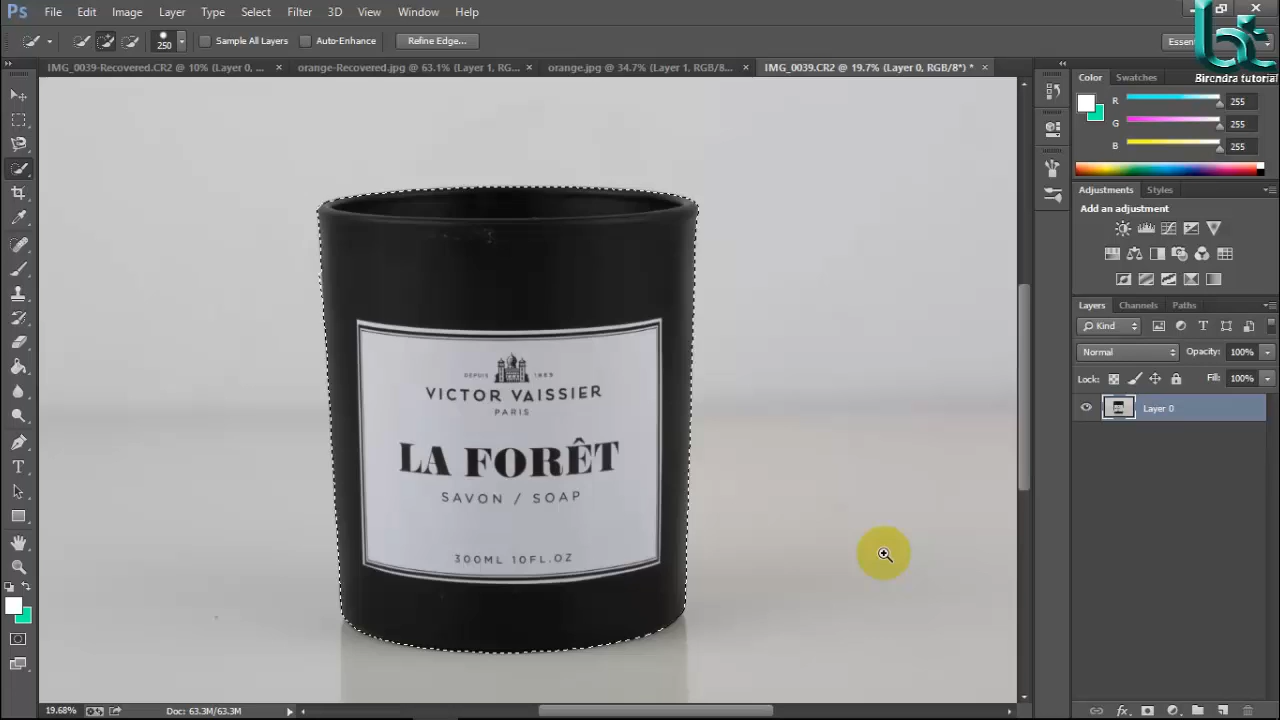 Ps File Edit Image Layer Type Select Filter 3D View Window Help
250 Sample All Layers Auto-Enhance Refine Edge... Essen
bt
Birendra tutorial
IMG_0039-Recovered.CR2 @ 10% (Layer 0, ... × orange-Recovered.jpg @ 63.1% (Layer 1, RG... × orange.jpg @ 34.7% (Layer 1, RGB/8... × IMG_0039.CR2 @ 19.7% (Layer 0, RGB/8*) * ×
Color Swatches
R 255
G 255
B 255
Adjustments Styles
Add an adjustment
Layers Channels Paths
Kind
Normal Opacity: 100%
Lock: Fill: 100%
Layer 0
DEPUIS 1885
VICTOR VAISSIER
PARIS
LA FORÊT
SAVON / SOAP
300ML 10FL.OZ
19.68% Doc: 63.3M/63.3M